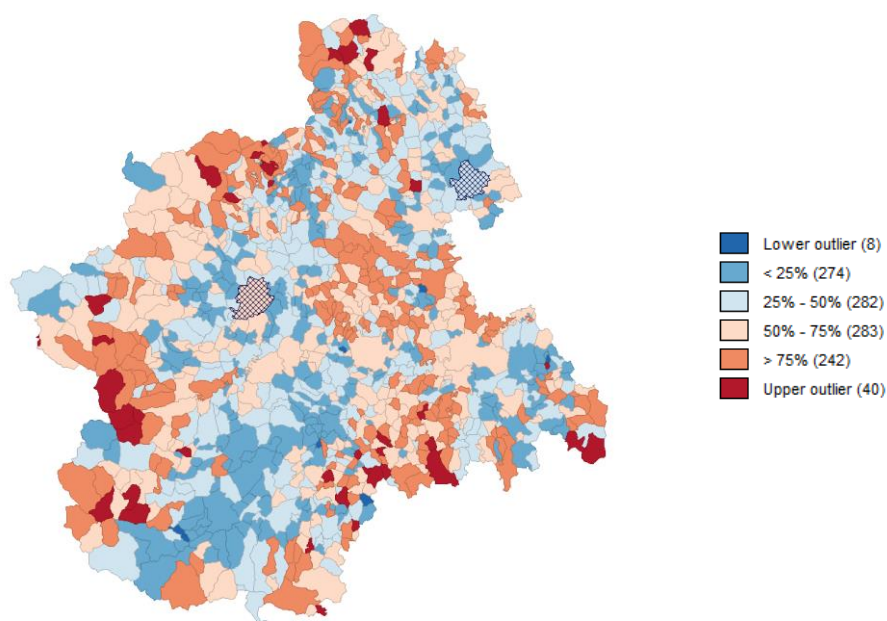 Lower outlier (8)
< 25% (274)
25% - 50% (282)
50% - 75% (283)
> 75% (242)
Upper outlier (40)